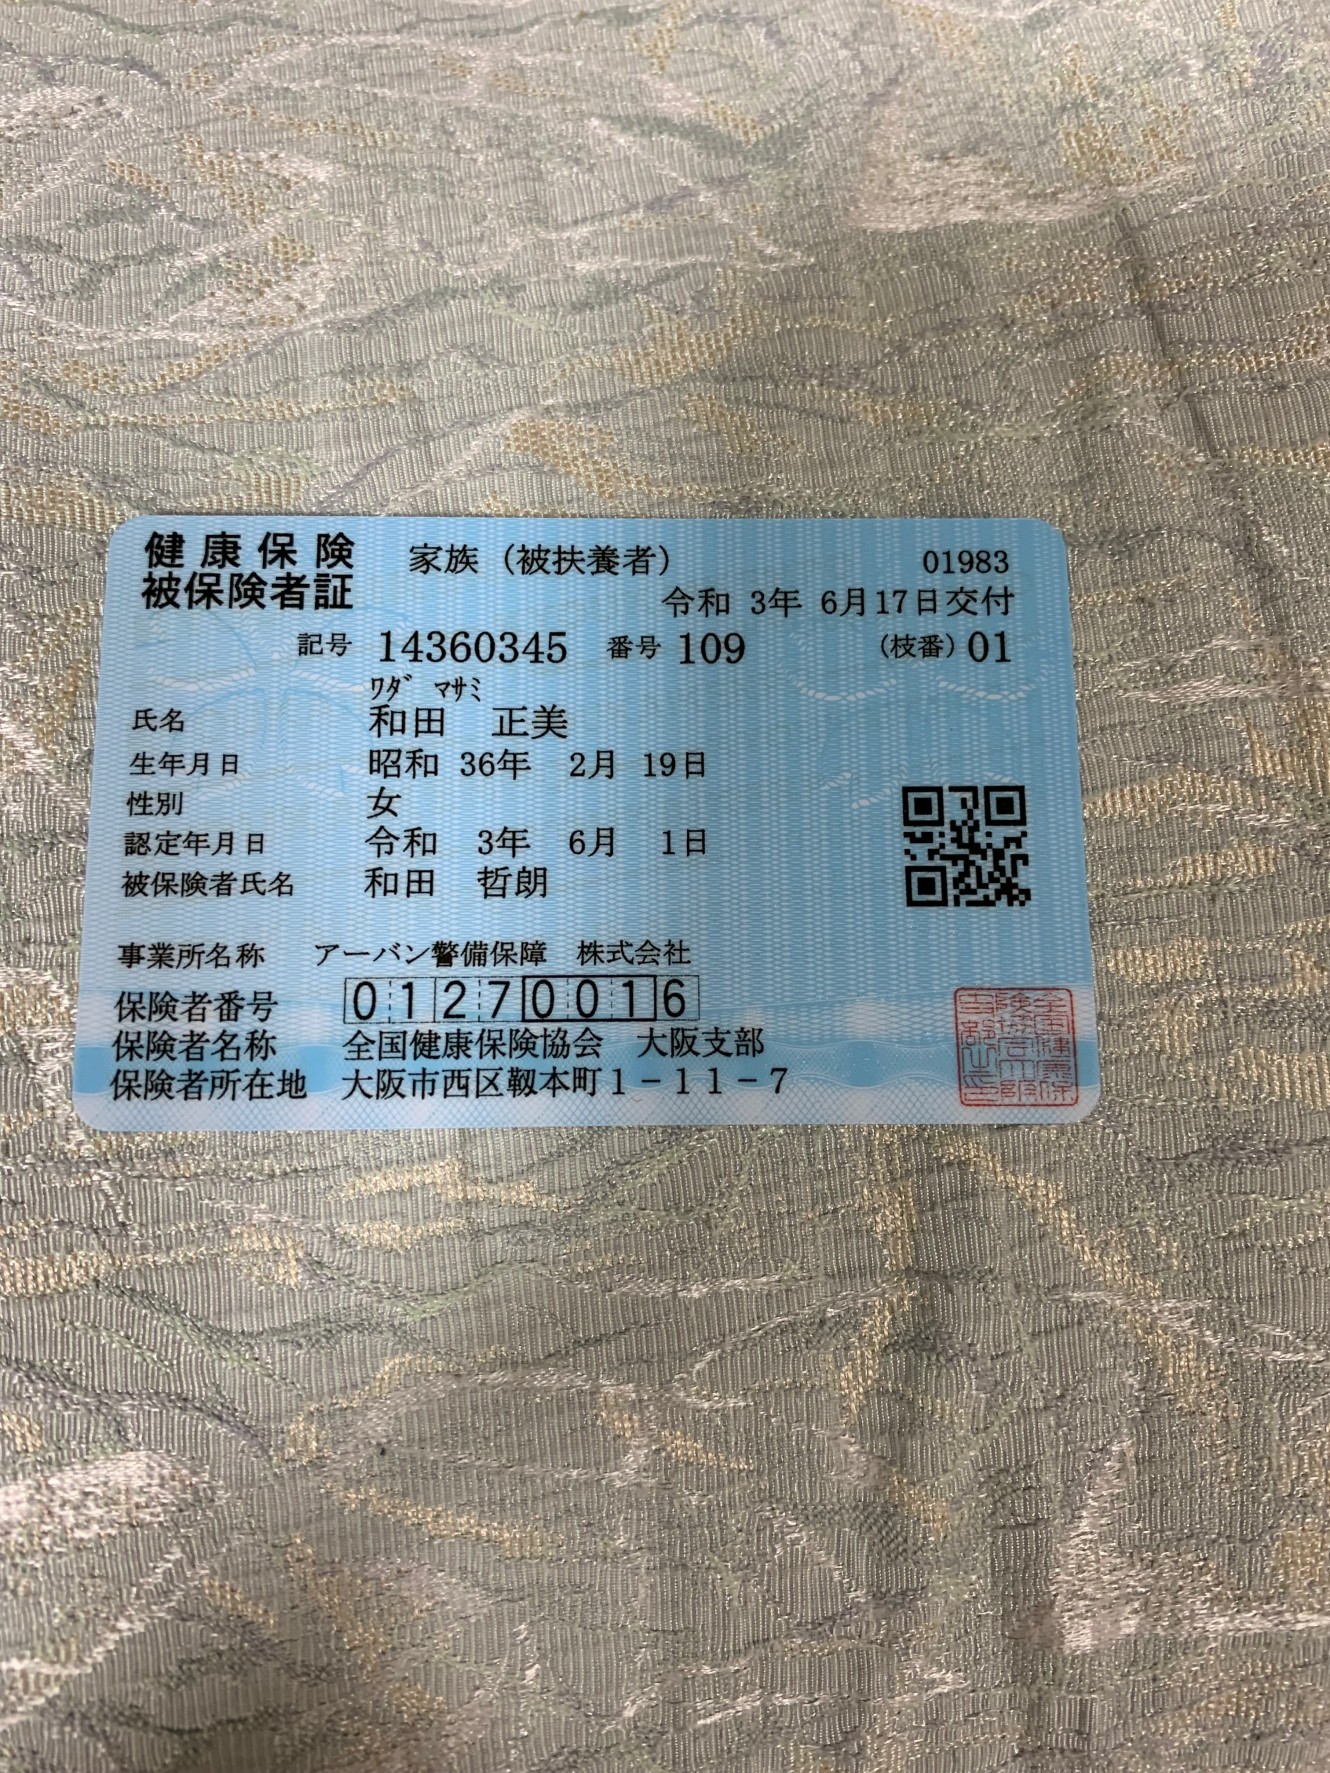 健康保険 家族(被扶養者) 01983
被保険者証 令和 3年 6月17日交付
記号 14360345 番号 109 (枝番) 01
ﾜﾀﾞ ﾏサミ
氏名 和田 正美
生年月日 昭和 36年 2月 19日
性別 女
認定年月日 令和 3年 6月 1日
被保険者氏名 和田 哲朗
事業所名称 アーバン警備保障 株式会社
保険者番号 01270016
保険者名称 全国健康保険協会 大阪支部
保険者所在地 大阪市西区靱本町1-11-7